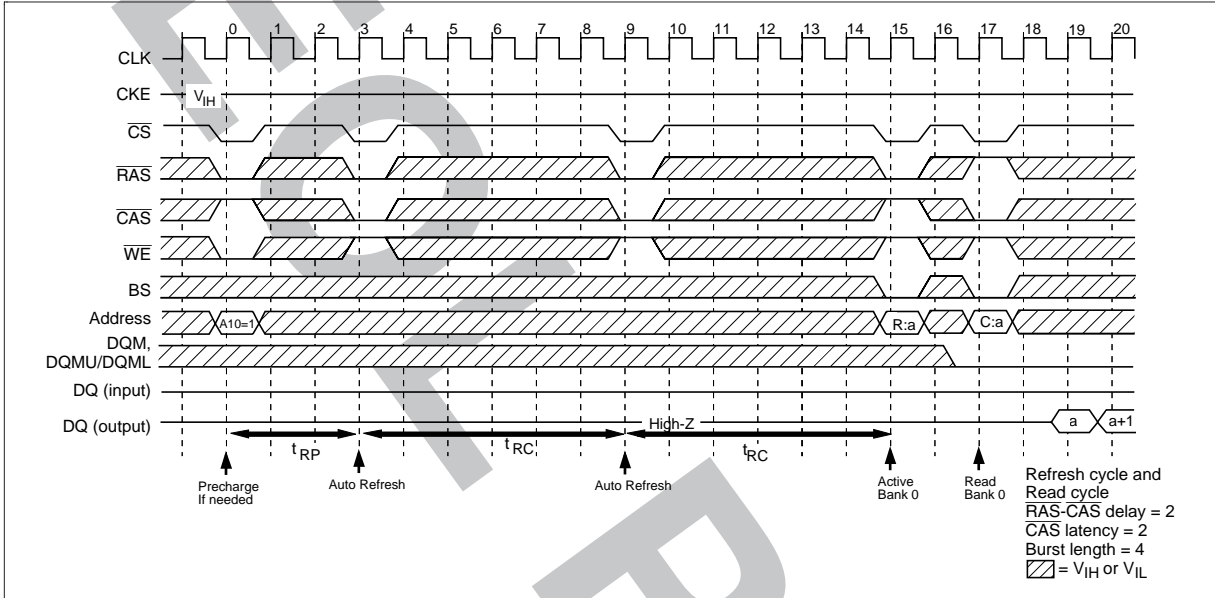 0 1 2 3 4 5 6 7 8 9 10 11 12 13 14 15 16 17 18 19 20
CLK
CKE VIH
CS
RAS
CAS
WE
BS
Address A10=1 R:a C:a
DQM,
DQMU/DQML
DQ (input)
DQ (output) High-Z a a+1
tRP tRC tRC
Precharge
If needed
Auto Refresh
Auto Refresh
Active
Bank 0
Read
Bank 0
Refresh cycle and
Read cycle
RAS-CAS delay = 2
CAS latency = 2
Burst length = 4
= VIH or VIL